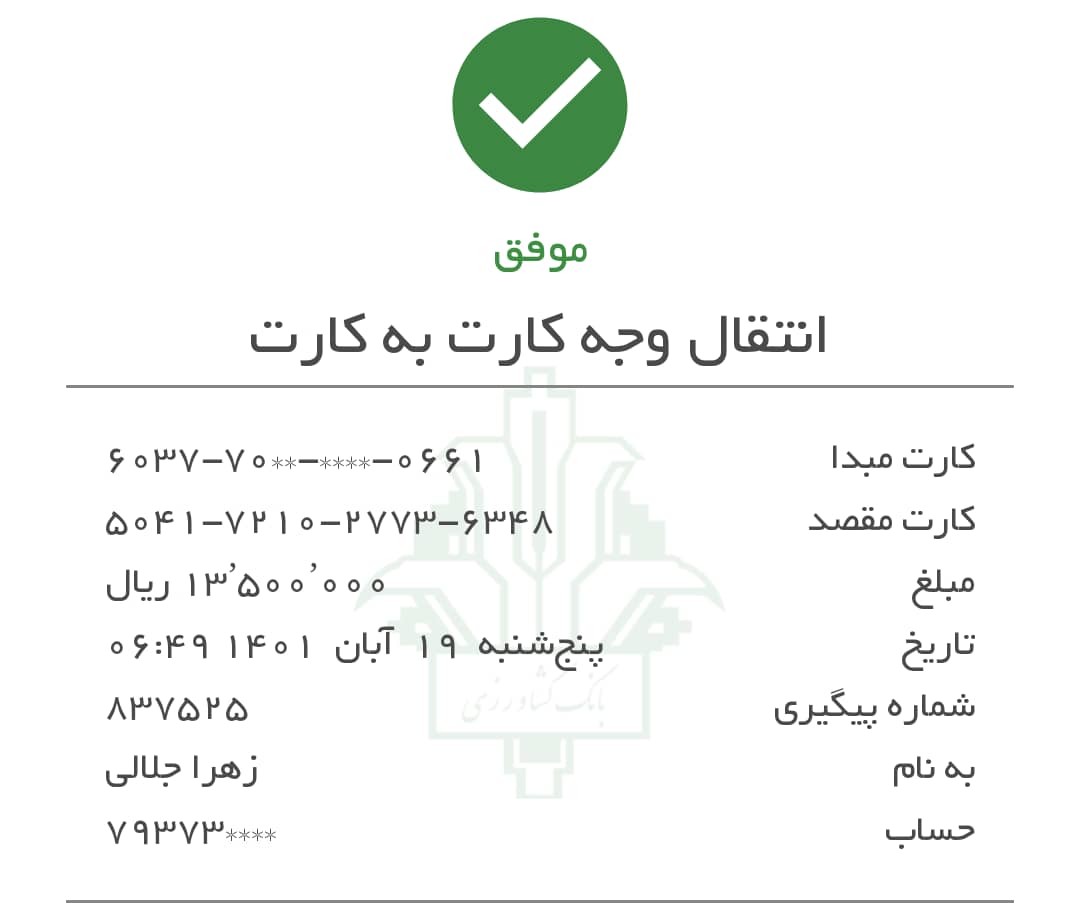 موفق
انتقال وجه کارت به کارت
کارت مبدا ۶۰۳۷-۷۰**-****-۰۶۶۱
کارت مقصد ۵۰۴۱-۷۲۱۰-۲۷۷۳-۶۳۴۸
مبلغ ۱۳٬۵۰۰٬۰۰۰ ریال
تاریخ پنج‌شنبه ۱۹ آبان ۱۴۰۱ ۰۶:۴۹
شماره پیگیری ۸۳۷۵۲۵
به نام زهرا جلالی
حساب ۷۹۳۷۳****
بانک کشاورزی